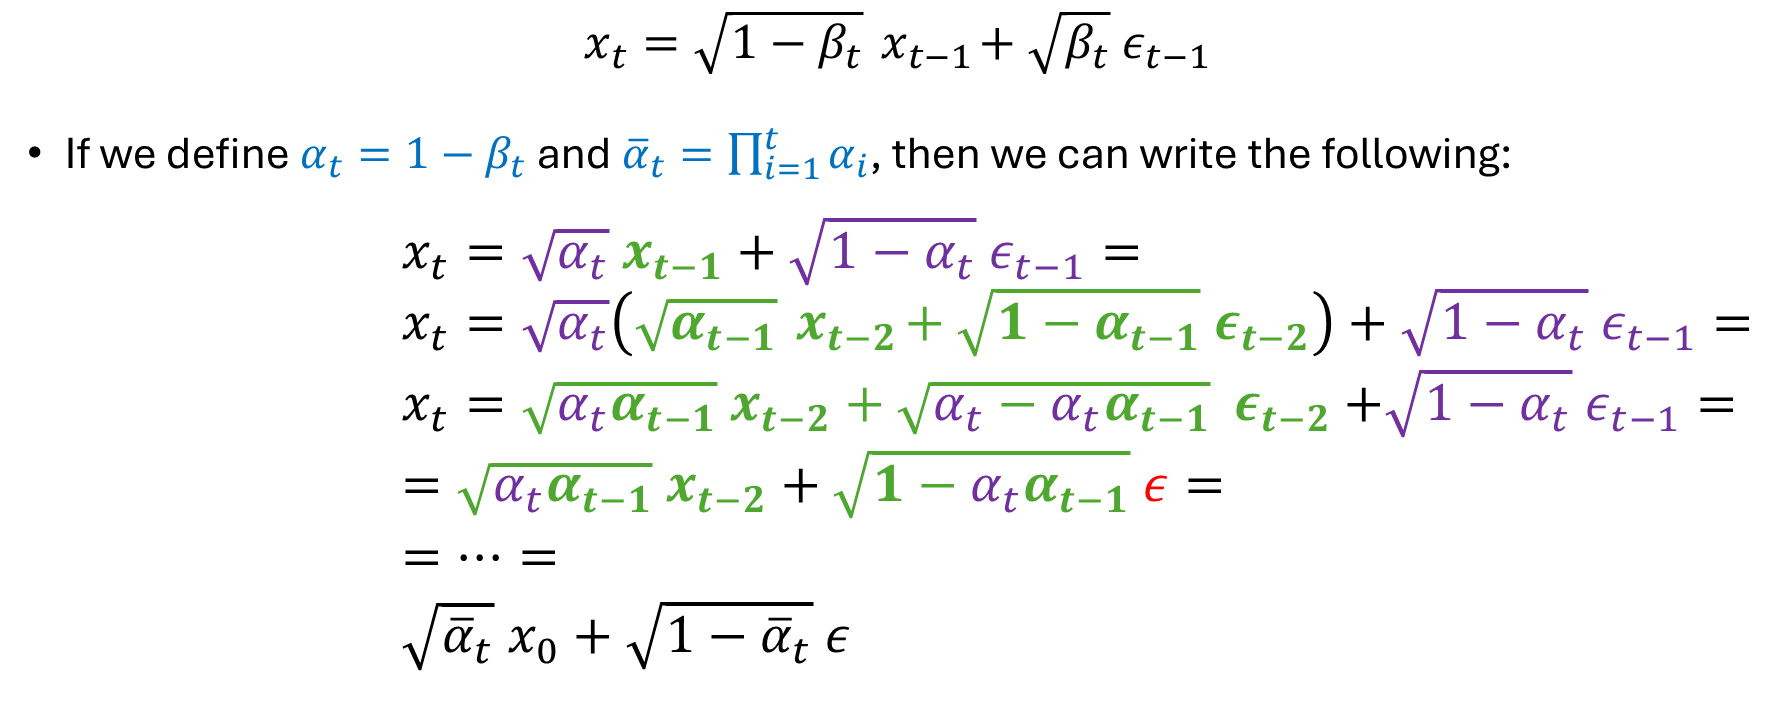 x_t = √(1 − β_t) x_{t−1} + √(β_t) ϵ_{t−1}
• If we define α_t = 1 − β_t and ᾱ_t = ∏_{i=1}^{t} α_i, then we can write the following:
x_t = √(α_t) x_{t−1} + √(1 − α_t) ϵ_{t−1} =
x_t = √(α_t) (√(α_{t−1}) x_{t−2} + √(1 − α_{t−1}) ϵ_{t−2}) + √(1 − α_t) ϵ_{t−1} =
x_t = √(α_t α_{t−1}) x_{t−2} + √(α_t − α_t α_{t−1}) ϵ_{t−2} + √(1 − α_t) ϵ_{t−1} =
= √(α_t α_{t−1}) x_{t−2} + √(1 − α_t α_{t−1}) ϵ =
= ⋯ =
√(ᾱ_t) x_0 + √(1 − ᾱ_t) ϵ